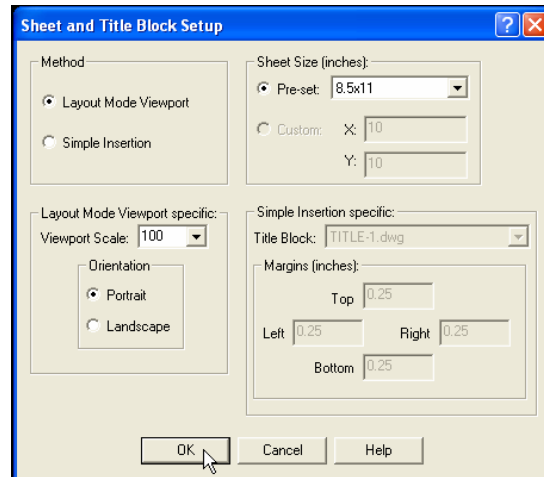 Sheet and Title Block Setup
Method
Layout Mode Viewport
Simple Insertion
Sheet Size (inches):
Pre-set: 8.5x11
Custom: X: 10
Y: 10
Layout Mode Viewport specific:
Viewport Scale: 100
Orientation
Portrait
Landscape
Simple Insertion specific:
Title Block: TITLE-1.dwg
Margins (inches):
Top 0.25
Left 0.25 Right 0.25
Bottom 0.25
OK Cancel Help